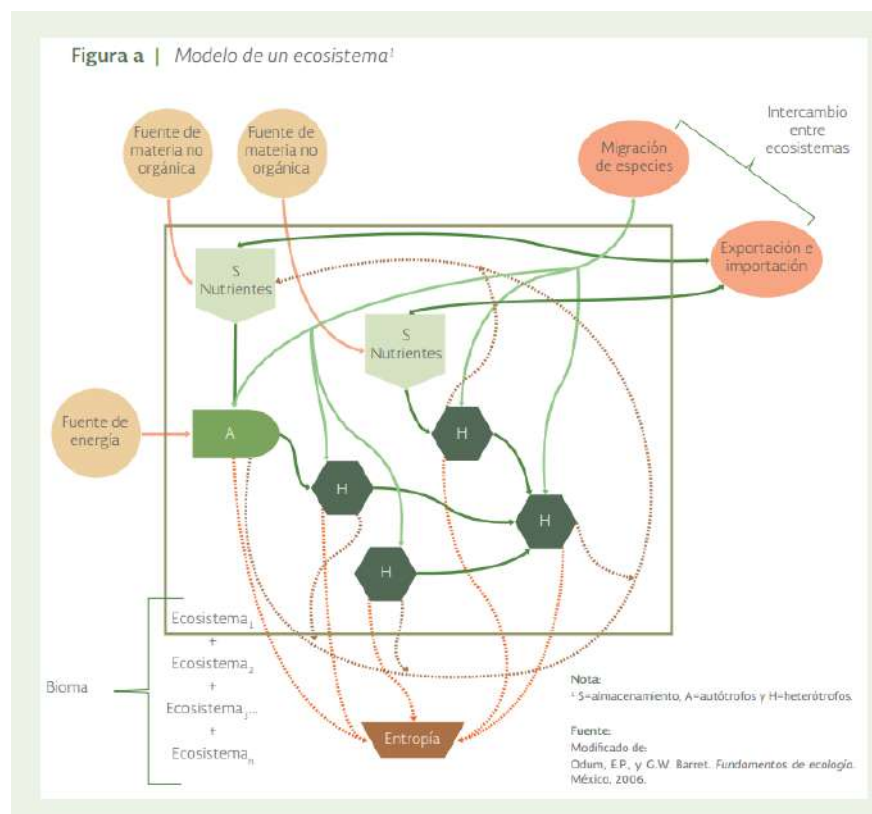 Figura a | Modelo de un ecosistema¹
Fuente de
materia no
orgánica
Fuente de
materia no
orgánica
Migración
de especies
Intercambio
entre
ecosistemas
Exportación e
importación
S
Nutrientes
S
Nutrientes
Fuente de
energía
A
H
H
H
H
Bioma
Ecosistema₁
+
Ecosistema₂
+
Ecosistema₃...
+
Ecosistemaₙ
Entropía
Nota:
¹ S=almacenamiento, A=autótrofos y H=heterótrofos.
Fuente:
Modificado de:
Odum, E.P., y G.W. Barret. Fundamentos de ecología.
México, 2006.